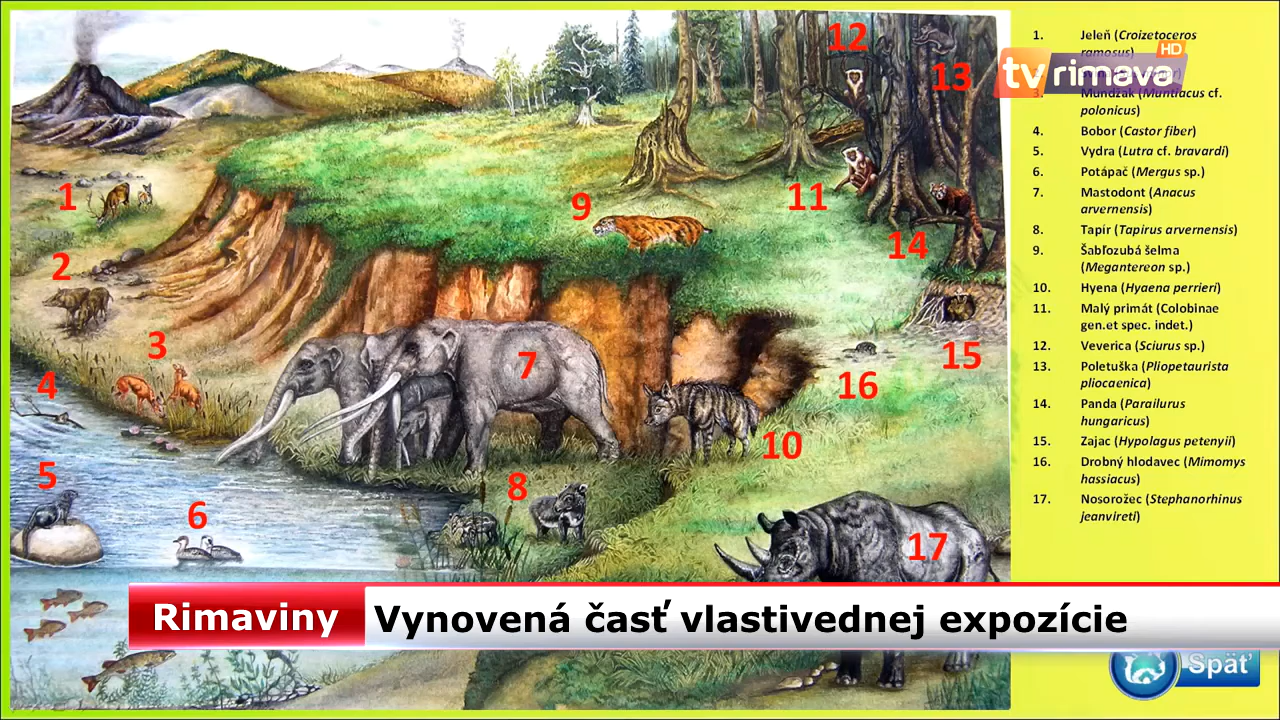 1. Jeleň (Croizetoceros
ramosus)
3. Mundžak (Muntiacus cf.
polonicus)
4. Bobor (Castor fiber)
5. Vydra (Lutra cf. bravardi)
6. Potápač (Mergus sp.)
7. Mastodont (Anacus
arvernensis)
8. Tapír (Tapirus arvernensis)
9. Šabľozubá šelma
(Megantereon sp.)
10. Hyena (Hyaena perrieri)
11. Malý primát (Colobinae
gen.et spec. indet.)
12. Veverica (Sciurus sp.)
13. Poletuška (Pliopetaurista
pliocaenica)
14. Panda (Parailurus
hungaricus)
15. Zajac (Hypolagus petenyii)
16. Drobný hlodavec (Mimomys
hassiacus)
17. Nosorožec (Stephanorhinus
jeanvireti)
tv rimava HD
12
13
1
11
9
14
2
3
15
7
16
4
10
5
8
6
17
Rimaviny
Vynovená časť vlastivednej expozície
Späť